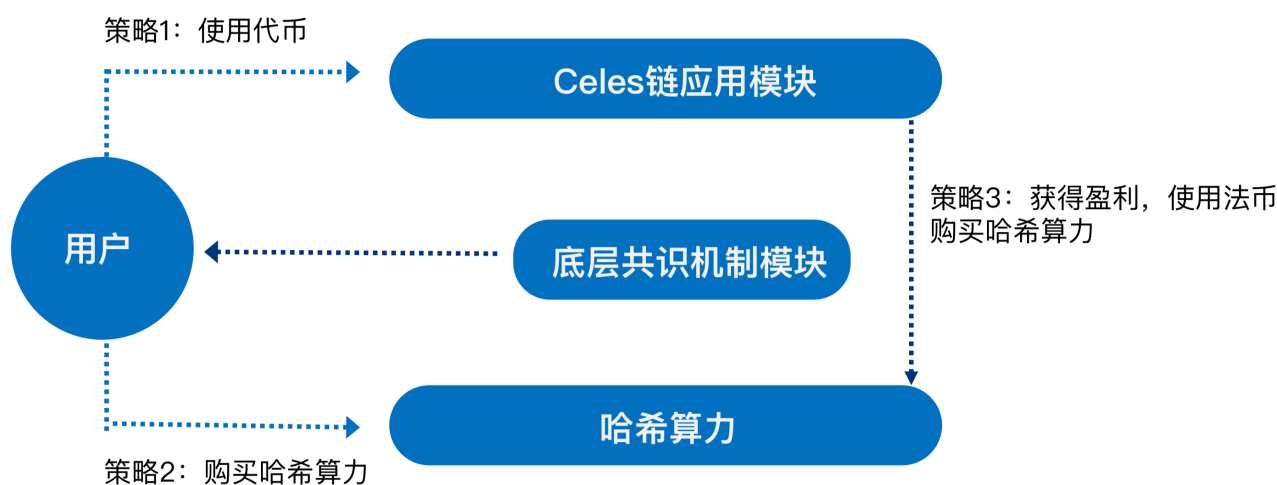 策略1：使用代币
Celes链应用模块
策略3：获得盈利，使用法币
购买哈希算力
用户
底层共识机制模块
哈希算力
策略2：购买哈希算力